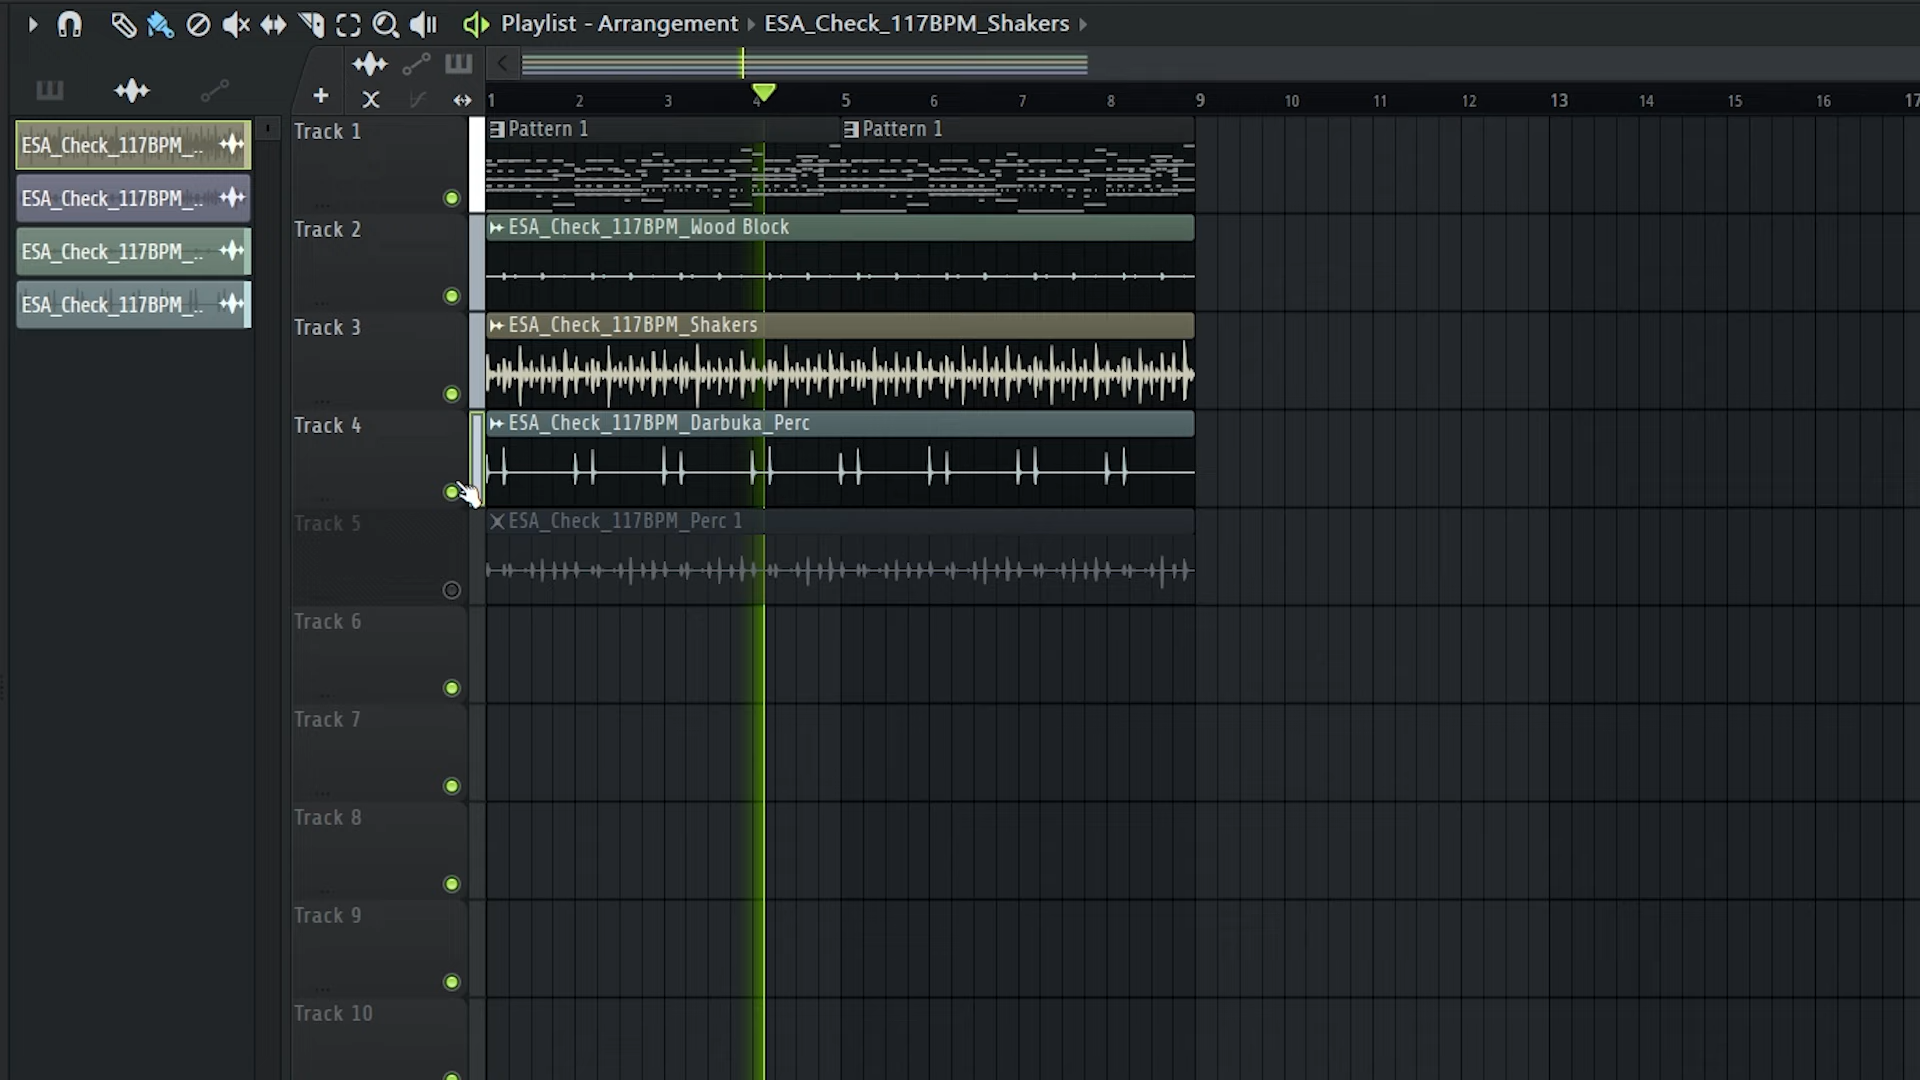 Playlist - Arrangement ▸ ESA_Check_117BPM_Shakers ▸
1 2 3 4 5 6 7 8 9 10 11 12 13 14 15 16 17
ESA_Check_117BPM_..
ESA_Check_117BPM_..
ESA_Check_117BPM_..
ESA_Check_117BPM_..
Track 1
Pattern 1
Pattern 1
Track 2
ESA_Check_117BPM_Wood Block
Track 3
ESA_Check_117BPM_Shakers
Track 4
ESA_Check_117BPM_Darbuka_Perc
Track 5
ESA_Check_117BPM_Perc 1
Track 6
Track 7
Track 8
Track 9
Track 10